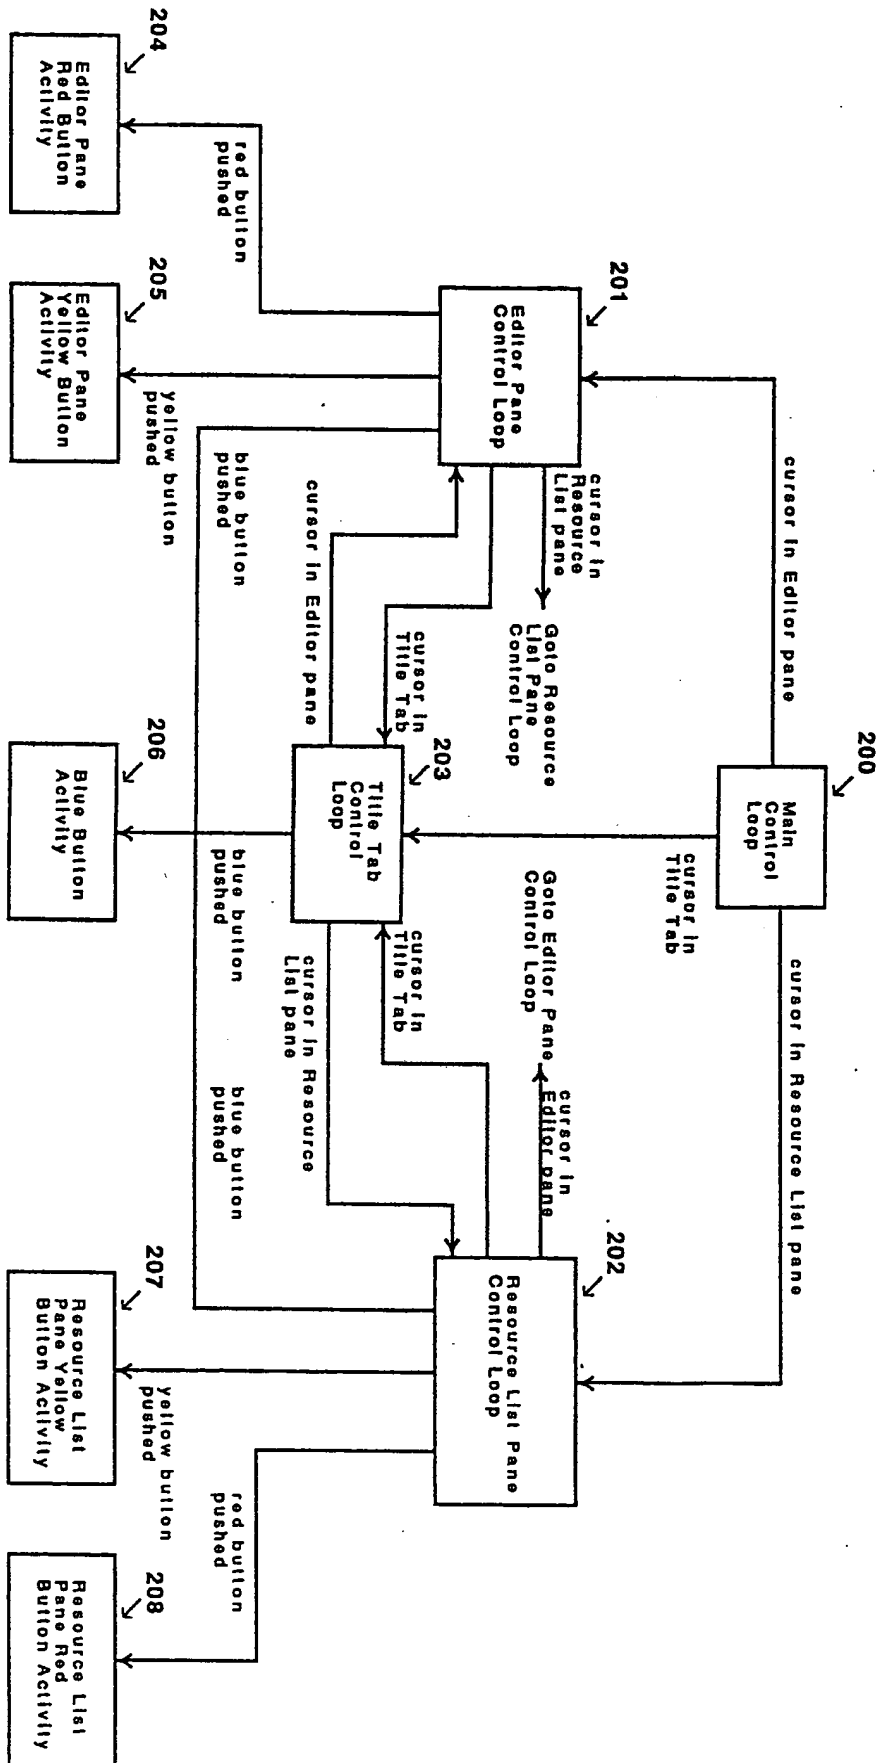 200
Main
Control
Loop
cursor in Editor pane
cursor in Resource List pane
cursor in
Title Tab
201
Editor Pane
Control Loop
202
Resource List Pane
Control Loop
cursor in
Resource
List pane
Goto Resource
List Pane
Control Loop
cursor in
Editor pane
Goto Editor Pane
Control Loop
cursor in
Title Tab
203
Title Tab
Control
Loop
cursor in
Title Tab
cursor in Editor pane
cursor in Resource
List pane
red button
pushed
blue button
pushed
blue button
pushed
blue button
pushed
red button
pushed
yellow button
pushed
yellow button
pushed
204
Editor Pane
Red Button
Activity
205
Editor Pane
Yellow Button
Activity
206
Blue Button
Activity
207
Resource List
Pane Yellow
Button Activity
208
Resource List
Pane Red
Button Activity